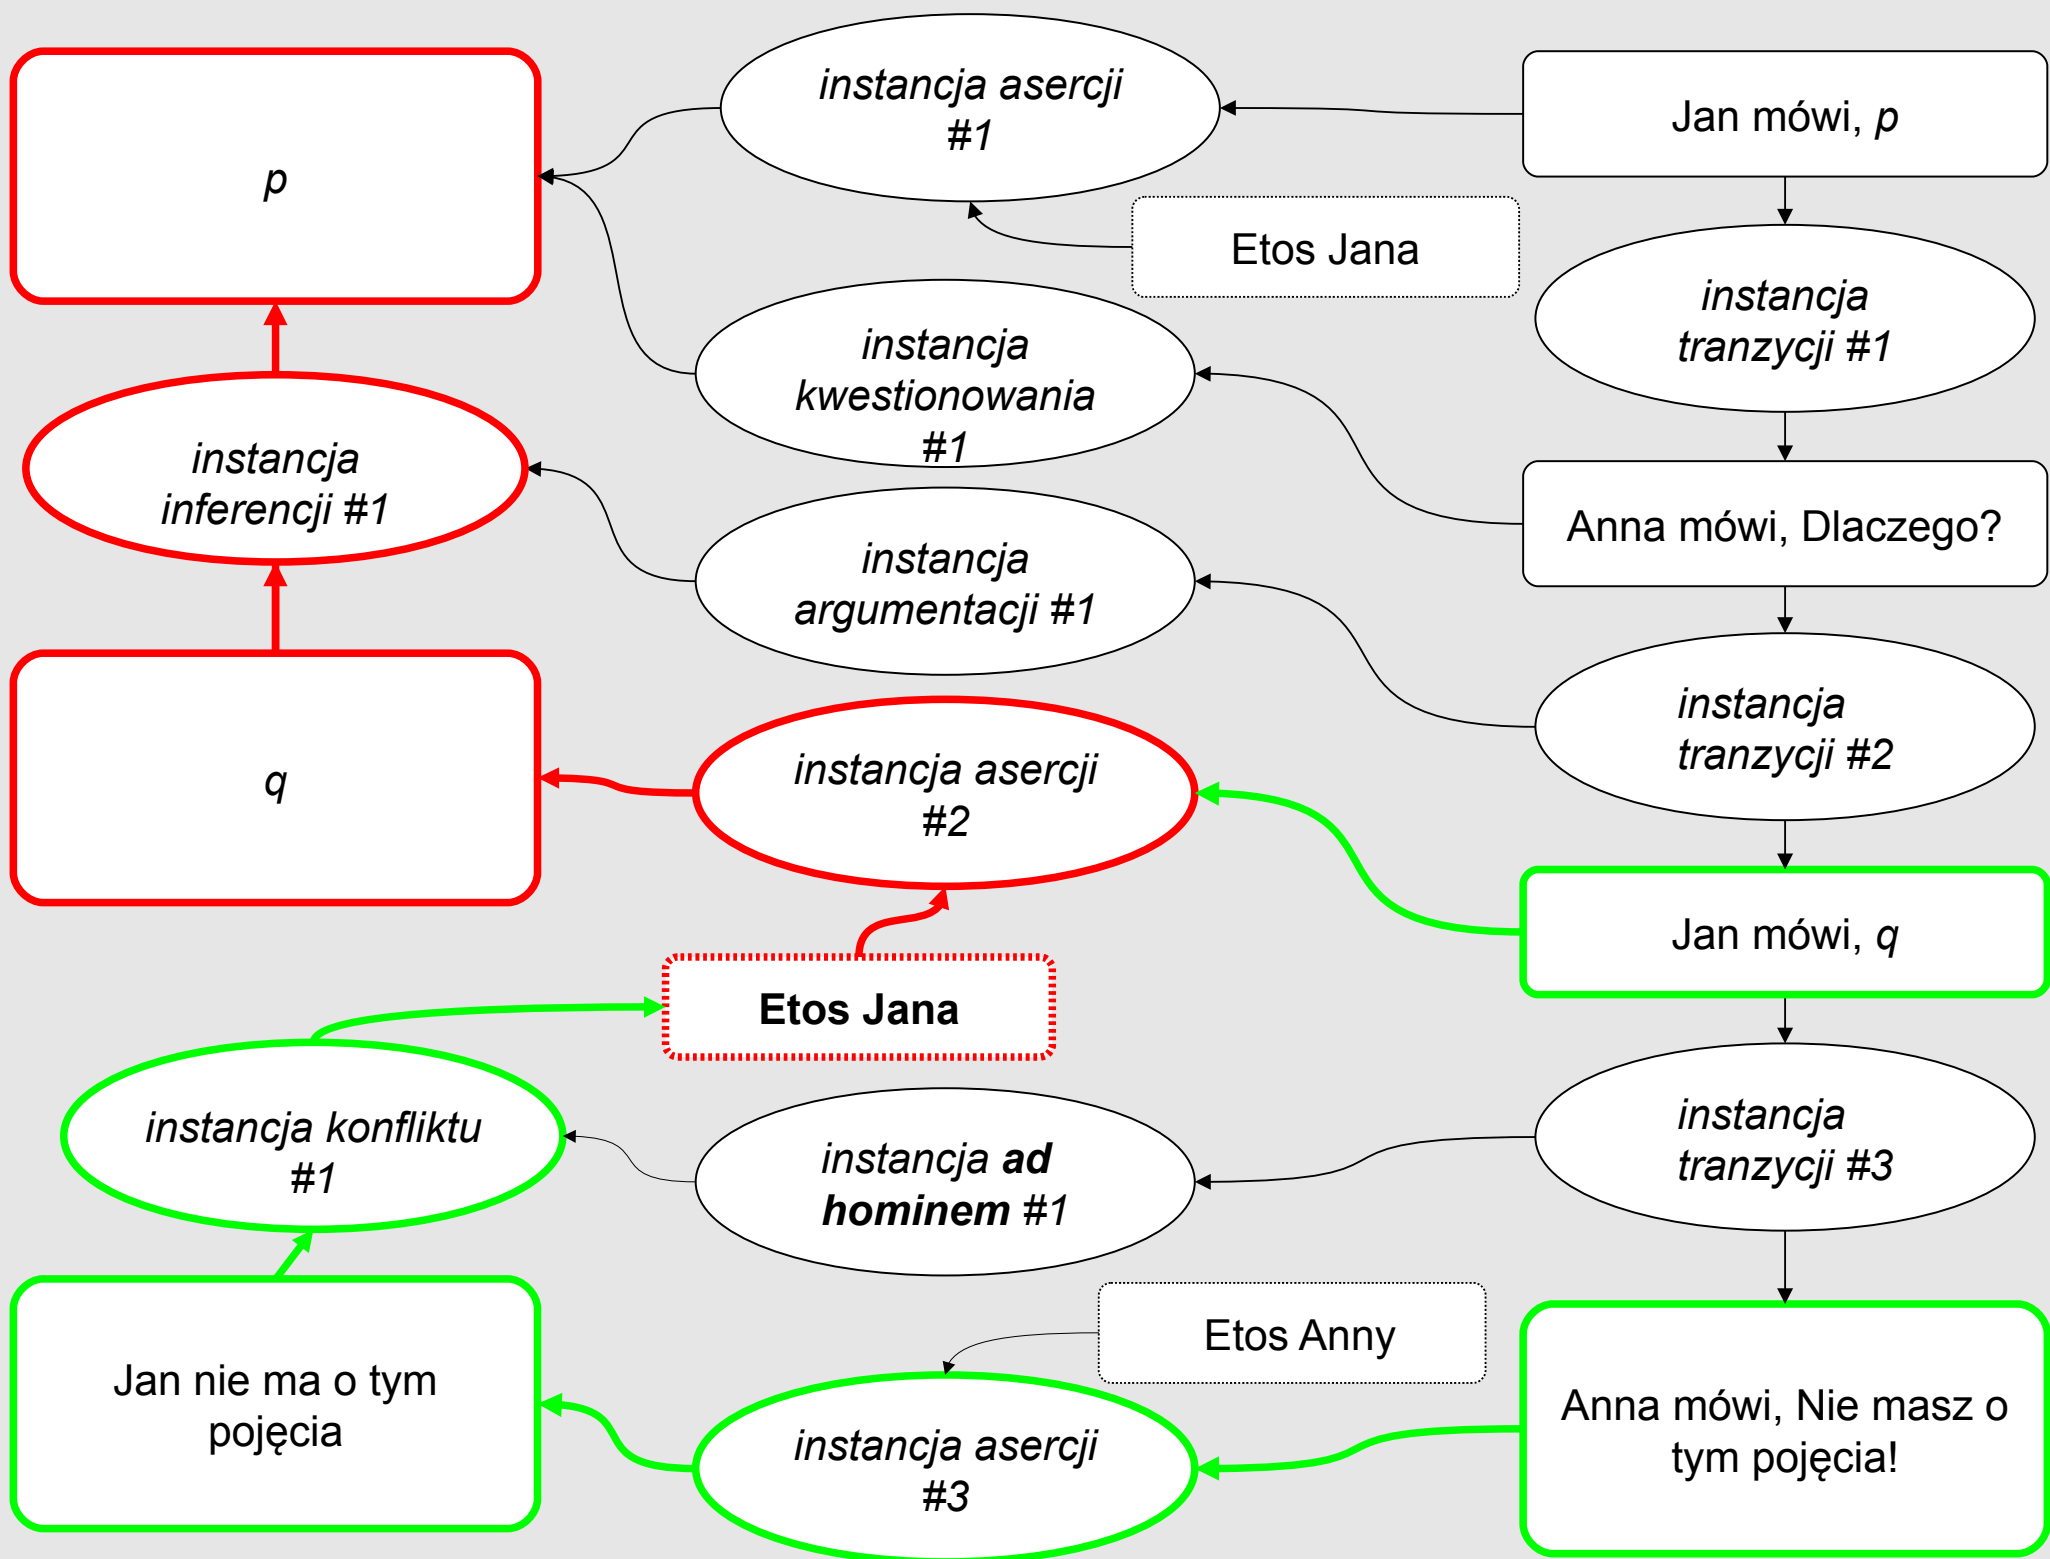 instancja asercji
#1
Jan mówi, p
p
Etos Jana
instancja
tranzycji #1
instancja
kwestionowania
#1
instancja
inferencji #1
Anna mówi, Dlaczego?
instancja
argumentacji #1
instancja
tranzycji #2
q
instancja asercji
#2
Jan mówi, q
Etos Jana
instancja konfliktu
#1
instancja ad
hominem #1
instancja
tranzycji #3
Etos Anny
Jan nie ma o tym
pojęcia
instancja asercji
#3
Anna mówi, Nie masz o
tym pojęcia!